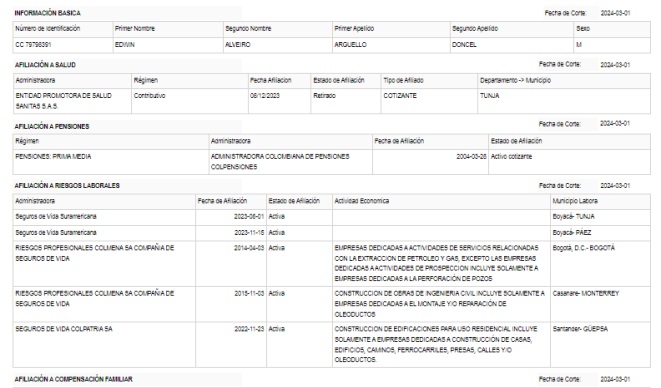 INFORMACIÓN BASICA Fecha de Corte: 2024-03-01
Número de Identificación Primer Nombre Segundo Nombre Primer Apellido Segundo Apellido Sexo
CC 79796391 EDWIN ALVEIRO ARGUELLO DONCEL M
AFILIACIÓN A SALUD Fecha de Corte: 2024-03-01
Administradora Régimen Fecha Afiliacion Estado de Afiliación Tipo de Afiliado Departamento -> Municipio
ENTIDAD PROMOTORA DE SALUD Contributivo 06/12/2023 Retirado COTIZANTE TUNJA
SANITAS S.A.S.
AFILIACIÓN A PENSIONES Fecha de Corte: 2024-03-01
Régimen Administradora Fecha de Afiliación Estado de Afiliación
PENSIONES: PRIMA MEDIA ADMINISTRADORA COLOMBIANA DE PENSIONES 2004-03-28 Activo cotizante
COLPENSIONES
AFILIACIÓN A RIESGOS LABORALES Fecha de Corte: 2024-03-01
Administradora Fecha de Afiliación Estado de Afiliación Actividad Economica Municipio Labora
Seguros de Vida Suramericana 2023-06-01 Activa Boyacá- TUNJA
Seguros de Vida Suramericana 2023-11-16 Activa Boyacá- PÁEZ
RIESGOS PROFESIONALES COLMENA SA COMPAÑIA DE 2014-04-03 Activa EMPRESAS DEDICADAS A ACTIVIDADES DE SERVICIOS RELACIONADAS Bogotá, D.C.- BOGOTÁ
SEGUROS DE VIDA CON LA EXTRACCION DE PETROLEO Y GAS, EXCEPTO LAS EMPRESAS
DEDICADAS A ACTIVIDADES DE PROSPECCION INCLUYE SOLAMENTE A
EMPRESAS DEDICADAS A LA PERFORACIÓN DE POZOS
RIESGOS PROFESIONALES COLMENA SA COMPAÑIA DE 2015-11-03 Activa CONSTRUCCION DE OBRAS DE INGENIERIA CIVIL INCLUYE SOLAMENTE A Casanare- MONTERREY
SEGUROS DE VIDA EMPRESAS DEDICADAS A EL MONTAJE Y/O REPARACIÓN DE
OLEODUCTOS
SEGUROS DE VIDA COLPATRIA SA 2022-11-23 Activa CONSTRUCCION DE EDIFICACIONES PARA USO RESIDENCIAL INCLUYE Santander- GÜEPSA
SOLAMENTE A EMPRESAS DEDICADAS A CONSTRUCCION DE CASAS,
EDIFICIOS, CAMINOS, FERROCARRILES, PRESAS, CALLES Y/O
OLEODUCTOS.
AFILIACIÓN A COMPENSACIÓN FAMILIAR Fecha de Corte: 2024-03-01